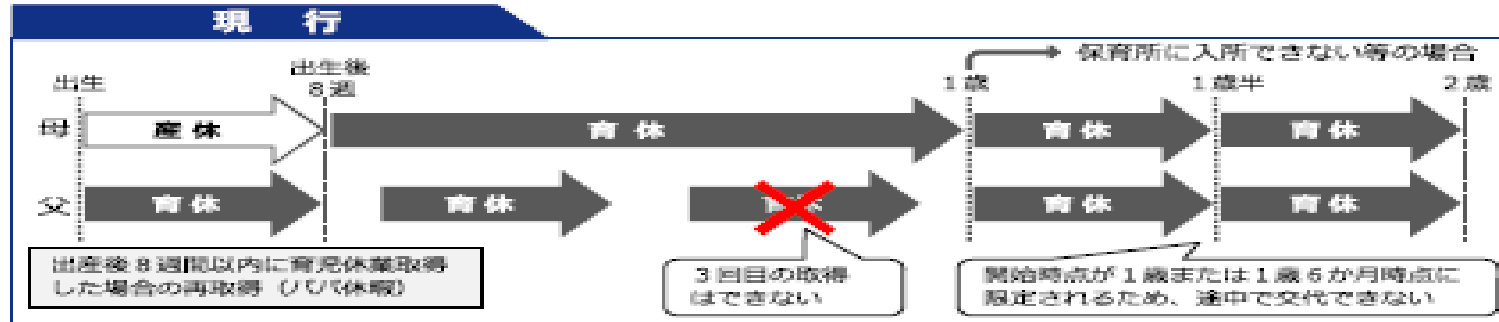 現 行
保育所に入所できない等の場合
出生
出生後
8週
1歳
1歳半
2歳
母
産休
育休
育休
育休
父
育休
育休
育休
育休
育休
出産後8週間以内に育児休業取得
した場合の再取得(パパ休暇)
3回目の取得
はできない
開始時点が1歳または1歳6か月時点に
限定されるため、途中で交代できない